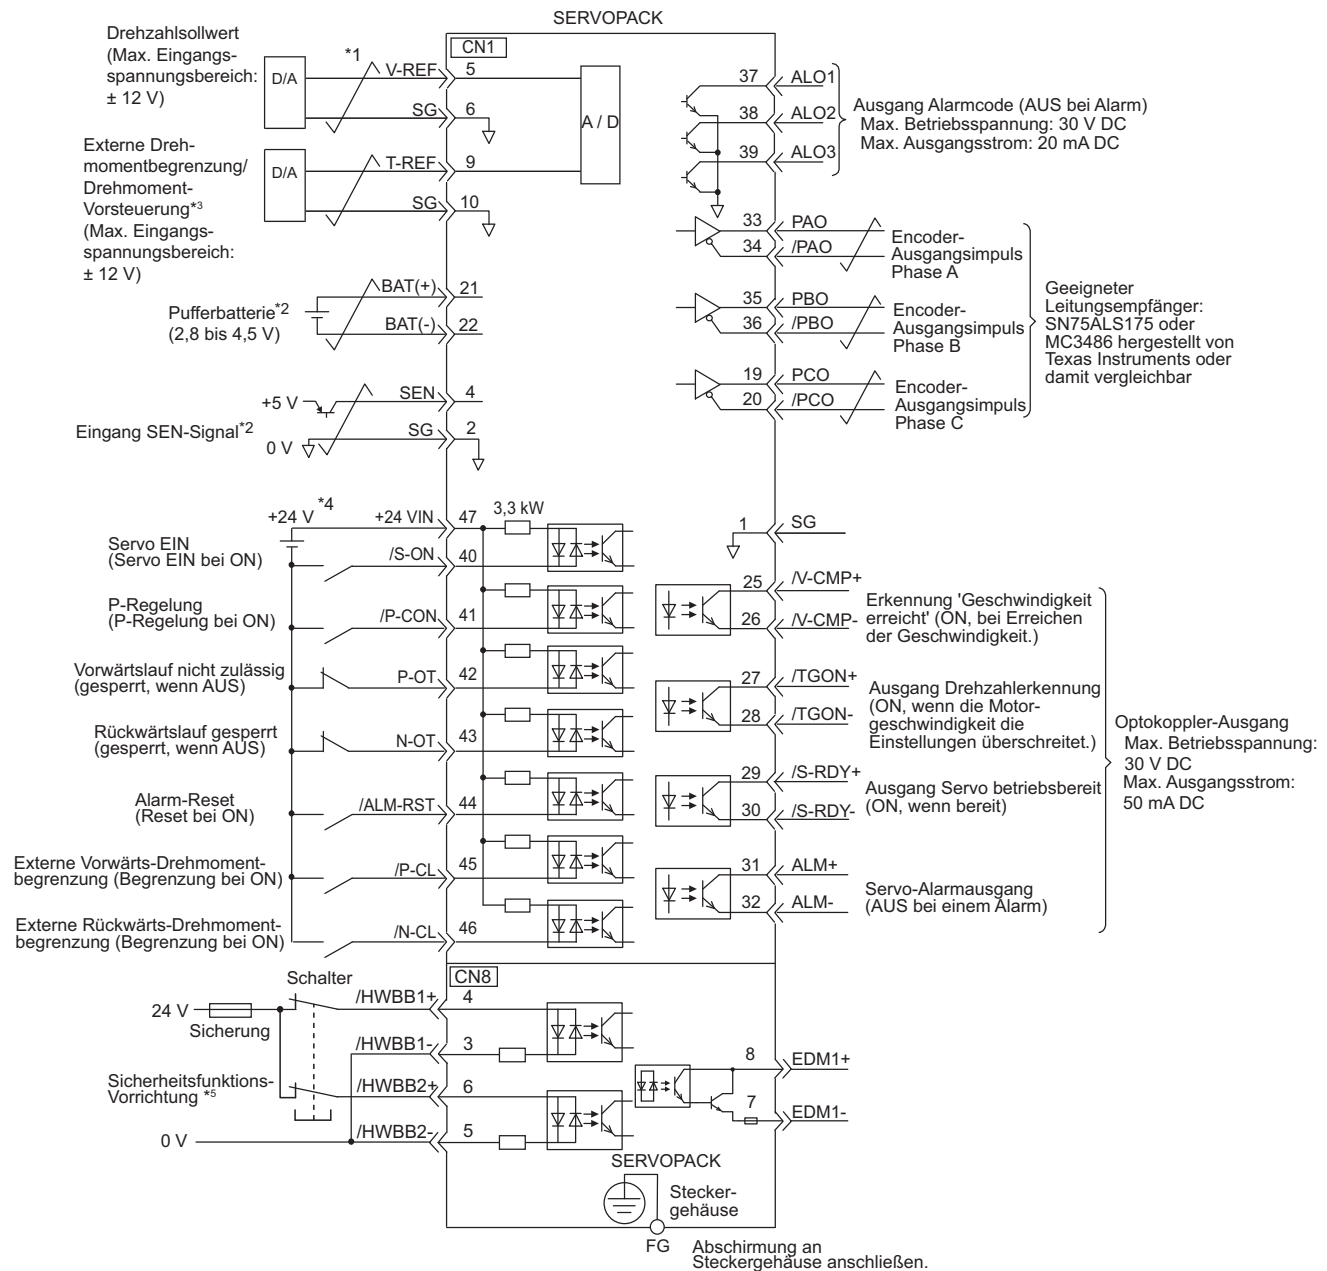 SERVOPACK
Drehzahlsollwert
(Max. Eingangs-
spannungsbereich:
± 12 V)
D/A
*1
V-REF
5
SG
6
CN1
A / D
Externe Dreh-
momentbegrenzung/
Drehmoment-
Vorsteuerung*3
(Max. Eingangs-
spannungsbereich:
± 12 V)
D/A
T-REF
9
SG
10
Pufferbatterie*2
(2,8 bis 4,5 V)
BAT(+)
21
BAT(-)
22
Eingang SEN-Signal*2
+5 V
0 V
SEN
4
SG
2
37
ALO1
38
ALO2
39
ALO3
Ausgang Alarmcode (AUS bei Alarm)
Max. Betriebsspannung: 30 V DC
Max. Ausgangsstrom: 20 mA DC
33
PAO
34
/PAO
Encoder-
Ausgangsimpuls
Phase A
35
PBO
36
/PBO
Encoder-
Ausgangsimpuls
Phase B
19
PCO
20
/PCO
Encoder-
Ausgangsimpuls
Phase C
Geeigneter
Leitungsempfänger:
SN75ALS175 oder
MC3486 hergestellt von
Texas Instruments oder
damit vergleichbar
+24 V
*4
+24 VIN
47
3,3 kW
Servo EIN
(Servo EIN bei ON)
/S-ON
40
P-Regelung
(P-Regelung bei ON)
/P-CON
41
Vorwärtslauf nicht zulässig
(gesperrt, wenn AUS)
P-OT
42
Rückwärtslauf gesperrt
(gesperrt, wenn AUS)
N-OT
43
Alarm-Reset
(Reset bei ON)
/ALM-RST
44
Externe Vorwärts-Drehmoment-
begrenzung (Begrenzung bei ON)
/P-CL
45
Externe Rückwärts-Drehmoment-
begrenzung (Begrenzung bei ON)
/N-CL
46
1
SG
25
/V-CMP+
26
/V-CMP-
Erkennung 'Geschwindigkeit
erreicht' (ON, bei Erreichen
der Geschwindigkeit.)
27
/TGON+
28
/TGON-
Ausgang Drehzahlerkennung
(ON, wenn die Motor-
geschwindigkeit die
Einstellungen überschreitet.)
29
/S-RDY+
30
/S-RDY-
Ausgang Servo betriebsbereit
(ON, wenn bereit)
31
ALM+
32
ALM-
Servo-Alarmausgang
(AUS bei einem Alarm)
Optokoppler-Ausgang
Max. Betriebsspannung:
30 V DC
Max. Ausgangsstrom:
50 mA DC
CN8
Schalter
24 V
Sicherung
/HWBB1+
4
/HWBB1-
3
Sicherheitsfunktions-
Vorrichtung *5
/HWBB2+
6
0 V
/HWBB2-
5
8
EDM1+
7
EDM1-
SERVOPACK
Stecker-
gehäuse
FG
Abschirmung an
Steckergehäuse anschließen.